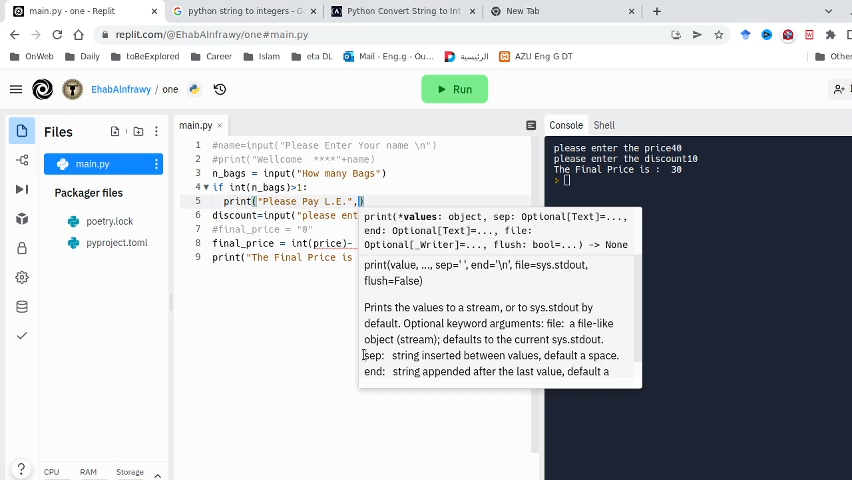 main.py - one - Replit
python string to integers - G
Python Convert String to Int
New Tab
replit.com/@EhabAlnfrawy/one#main.py
OnWeb
Daily
toBeExplored
Career
Islam
eta DL
Mail - Eng.g - Ou...
الرئيسية
AZU Eng G DT
Other
EhabAlnfrawy / one
Run
Files
main.py
Packager files
poetry.lock
pyproject.toml
main.py
1 #name=input("Please Enter Your name \n")
2 #print("Wellcome ****"+name)
3 n_bags = input("How many Bags")
4 if int(n_bags)>1:
5 print("Please Pay L.E.",)
6 discount=input("please ent
7 #final_price = "0"
8 final_price = int(price)-
9 print("The Final Price is
print(*values: object, sep: Optional[Text]=...,
end: Optional[Text]=..., file:
Optional[_Writer]=..., flush: bool=...) -> None
print(value, ..., sep=' ', end='\n', file=sys.stdout,
flush=False)
Prints the values to a stream, or to sys.stdout by
default. Optional keyword arguments: file: a file-like
object (stream); defaults to the current sys.stdout.
sep: string inserted between values, default a space.
end: string appended after the last value, default a
Console
Shell
please enter the price40
please enter the discount10
The Final Price is : 30
>
CPU
RAM
Storage